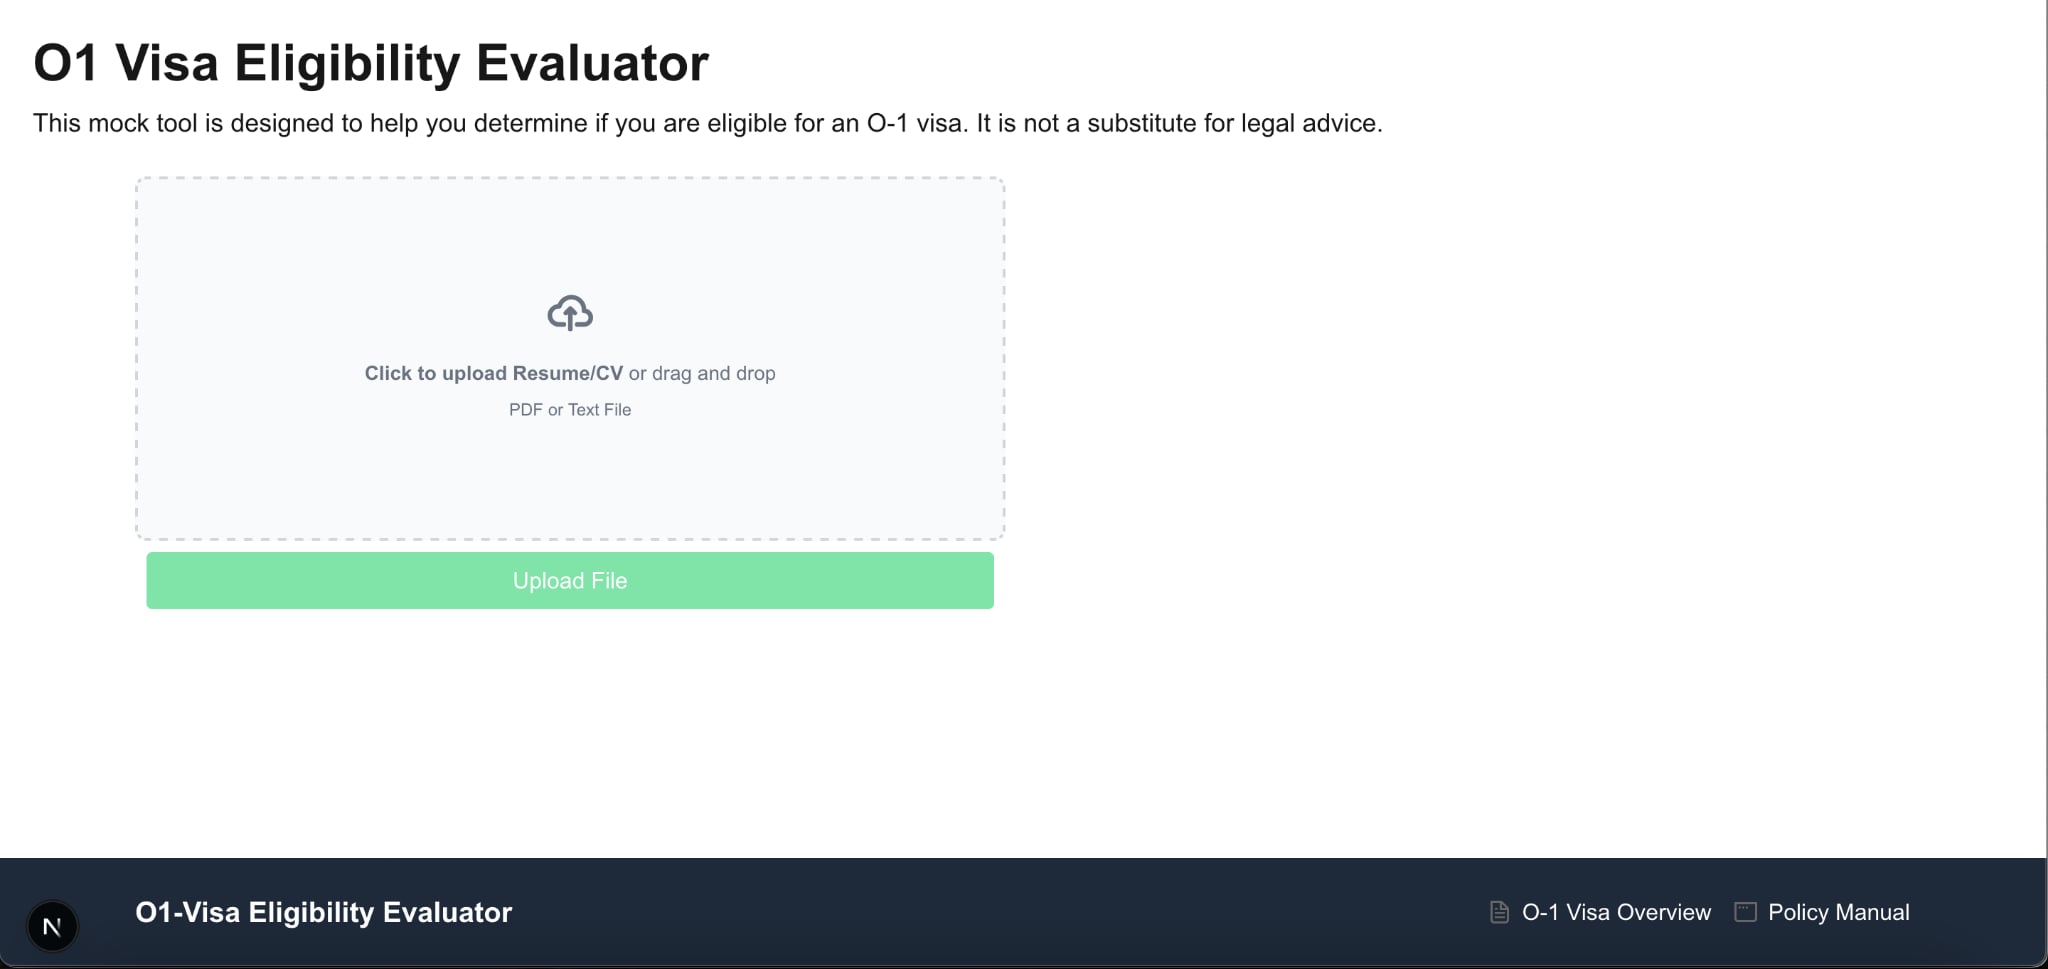 O1 Visa Eligibility Evaluator
This mock tool is designed to help you determine if you are eligible for an O-1 visa. It is not a substitute for legal advice.
Click to upload Resume/CV or drag and drop
PDF or Text File
Upload File
N
O1-Visa Eligibility Evaluator
O-1 Visa Overview
Policy Manual